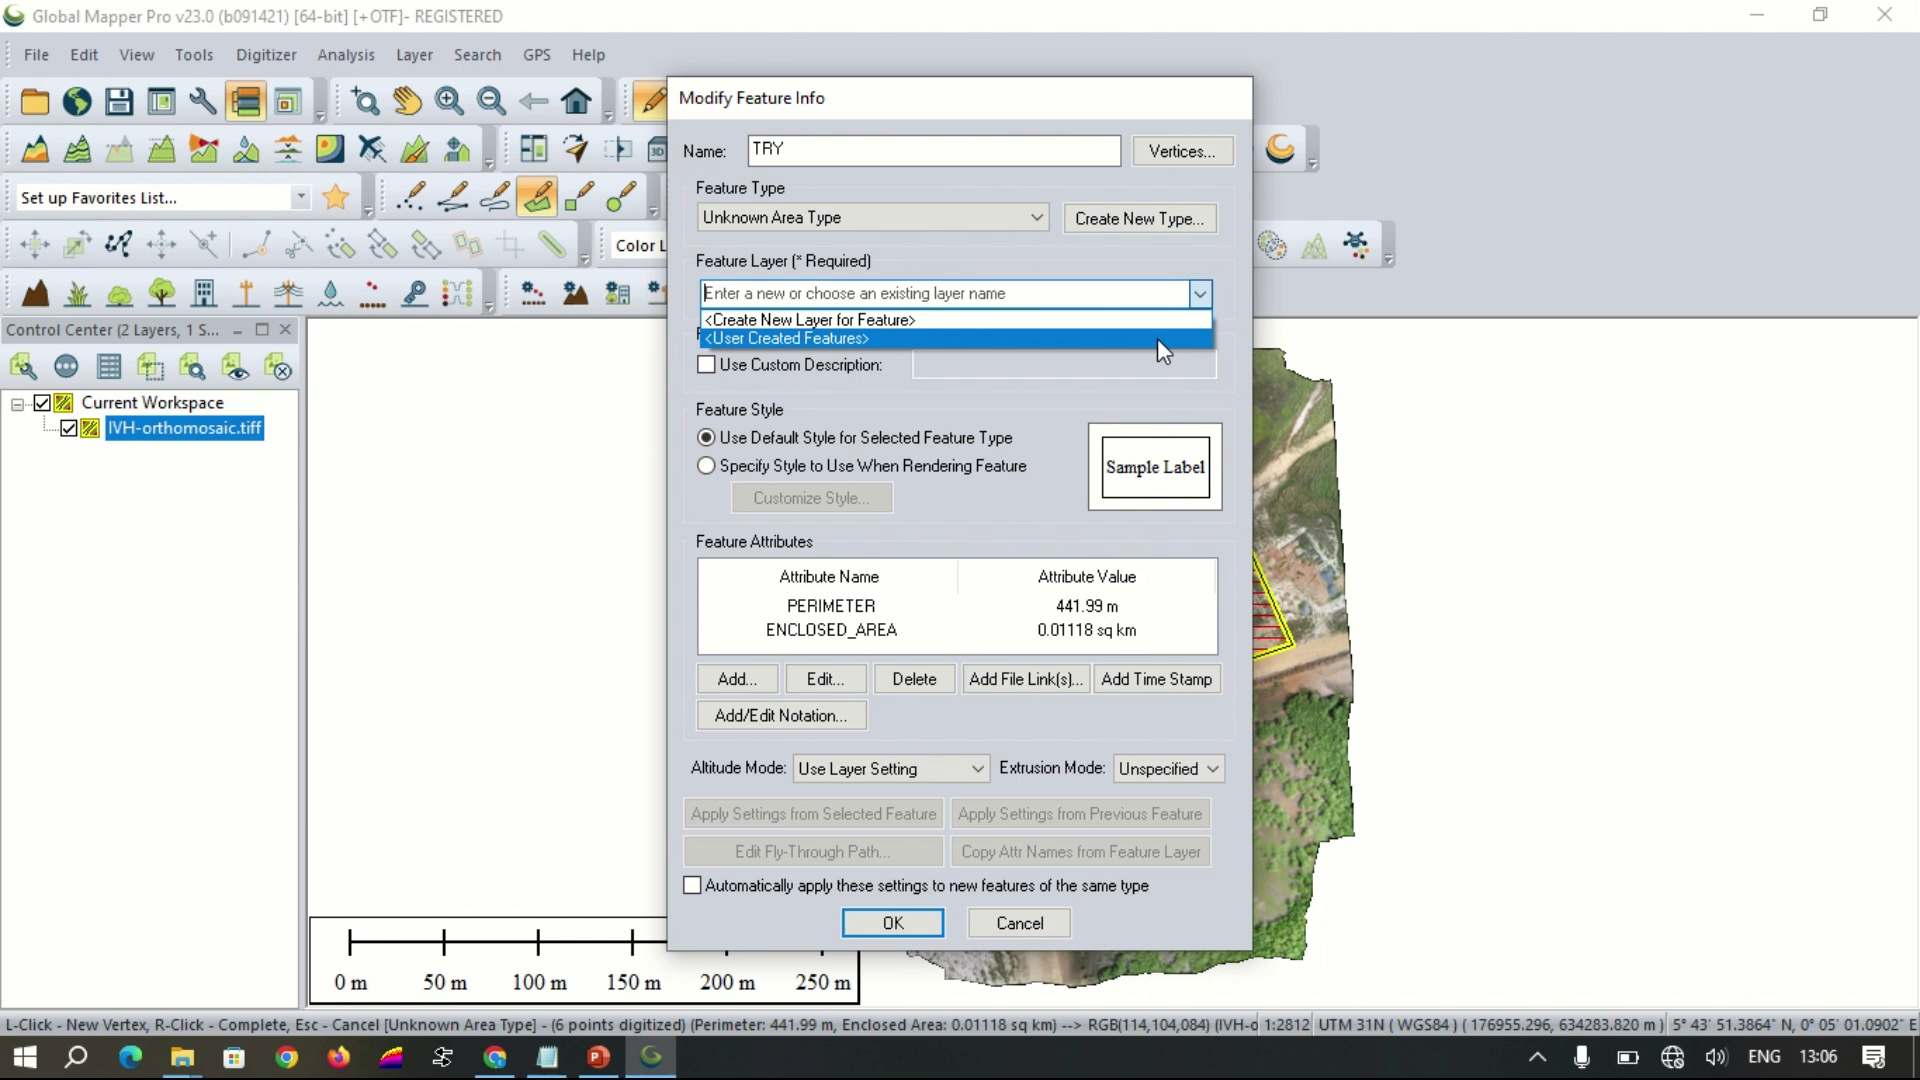 Global Mapper Pro v23.0 (b091421) [64-bit] [+OTF]- REGISTERED
File Edit View Tools Digitizer Analysis Layer Search GPS Help
Modify Feature Info
Name: TRY Vertices...
Feature Type
Set up Favorites List...
Unknown Area Type Create New Type...
Color L
Feature Layer (* Required)
Enter a new or choose an existing layer name
<Create New Layer for Feature>
<User Created Features>
Use Custom Description:
Control Center (2 Layers, 1 S...
Current Workspace
IVH-orthomosaic.tiff
Feature Style
Use Default Style for Selected Feature Type
Specify Style to Use When Rendering Feature
Sample Label
Customize Style...
Feature Attributes
Attribute Name Attribute Value
PERIMETER 441.99 m
ENCLOSED_AREA 0.01118 sq km
Add... Edit... Delete Add File Link(s)... Add Time Stamp
Add/Edit Notation...
Altitude Mode: Use Layer Setting Extrusion Mode: Unspecified
Apply Settings from Selected Feature Apply Settings from Previous Feature
Edit Fly-Through Path... Copy Attr Names from Feature Layer
Automatically apply these settings to new features of the same type
OK Cancel
0 m 50 m 100 m 150 m 200 m 250 m
L-Click - New Vertex, R-Click - Complete, Esc - Cancel [Unknown Area Type] - (6 points digitized) (Perimeter: 441.99 m, Enclosed Area: 0.01118 sq km) --> RGB(114,104,084) (IVH-o 1:2812 UTM 31N ( WGS84 ) ( 176955.296, 634283.820 m ) 5° 43' 51.3864" N, 0° 05' 01.0902" E
ENG 13:06